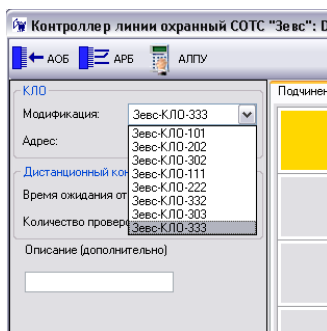 Контроллер линии охранный СОТС "Зевс": D
АОБ АРБ АЛПУ
КЛО
Подчинен
Модификация: Зевс-КЛО-333
Адрес:
Зевс-КЛО-101
Зевс-КЛО-202
Зевс-КЛО-302
Зевс-КЛО-111
Зевс-КЛО-222
Зевс-КЛО-332
Зевс-КЛО-303
Зевс-КЛО-333
Дистанционный кон
Время ожидания от
Количество провер
Описание (дополнительно)